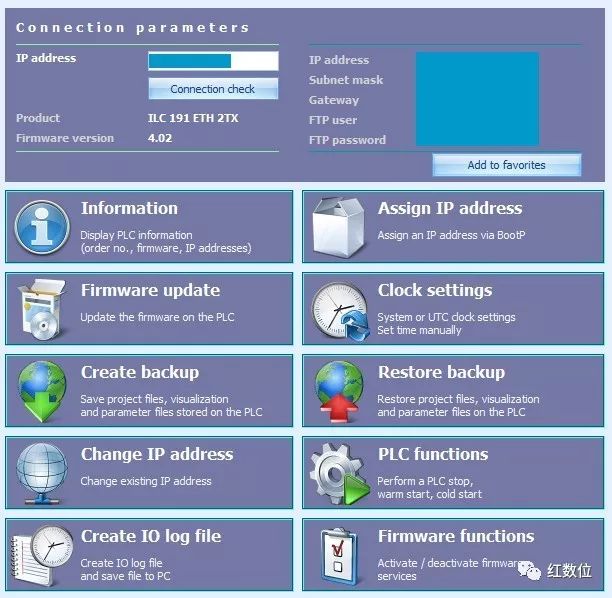 Connection parameters
IP address
Connection check
Product ILC 191 ETH 2TX
Firmware version 4.02
IP address
Subnet mask
Gateway
FTP user
FTP password
Add to favorites
Information
Display PLC information
(order no., firmware, IP addresses)
Assign IP address
Assign an IP address via BootP
Firmware update
Update the firmware on the PLC
Clock settings
System or UTC clock settings
Set time manually
Create backup
Save project files, visualization
and parameter files stored on the PLC
Restore backup
Restore project files, visualization
and parameter files on the PLC
Change IP address
Change existing IP address
PLC functions
Perform a PLC stop,
warm start, cold start
Create IO log file
Create IO log file
and save file to PC
Firmware functions
Activate / deactivate firmware
services
红数位